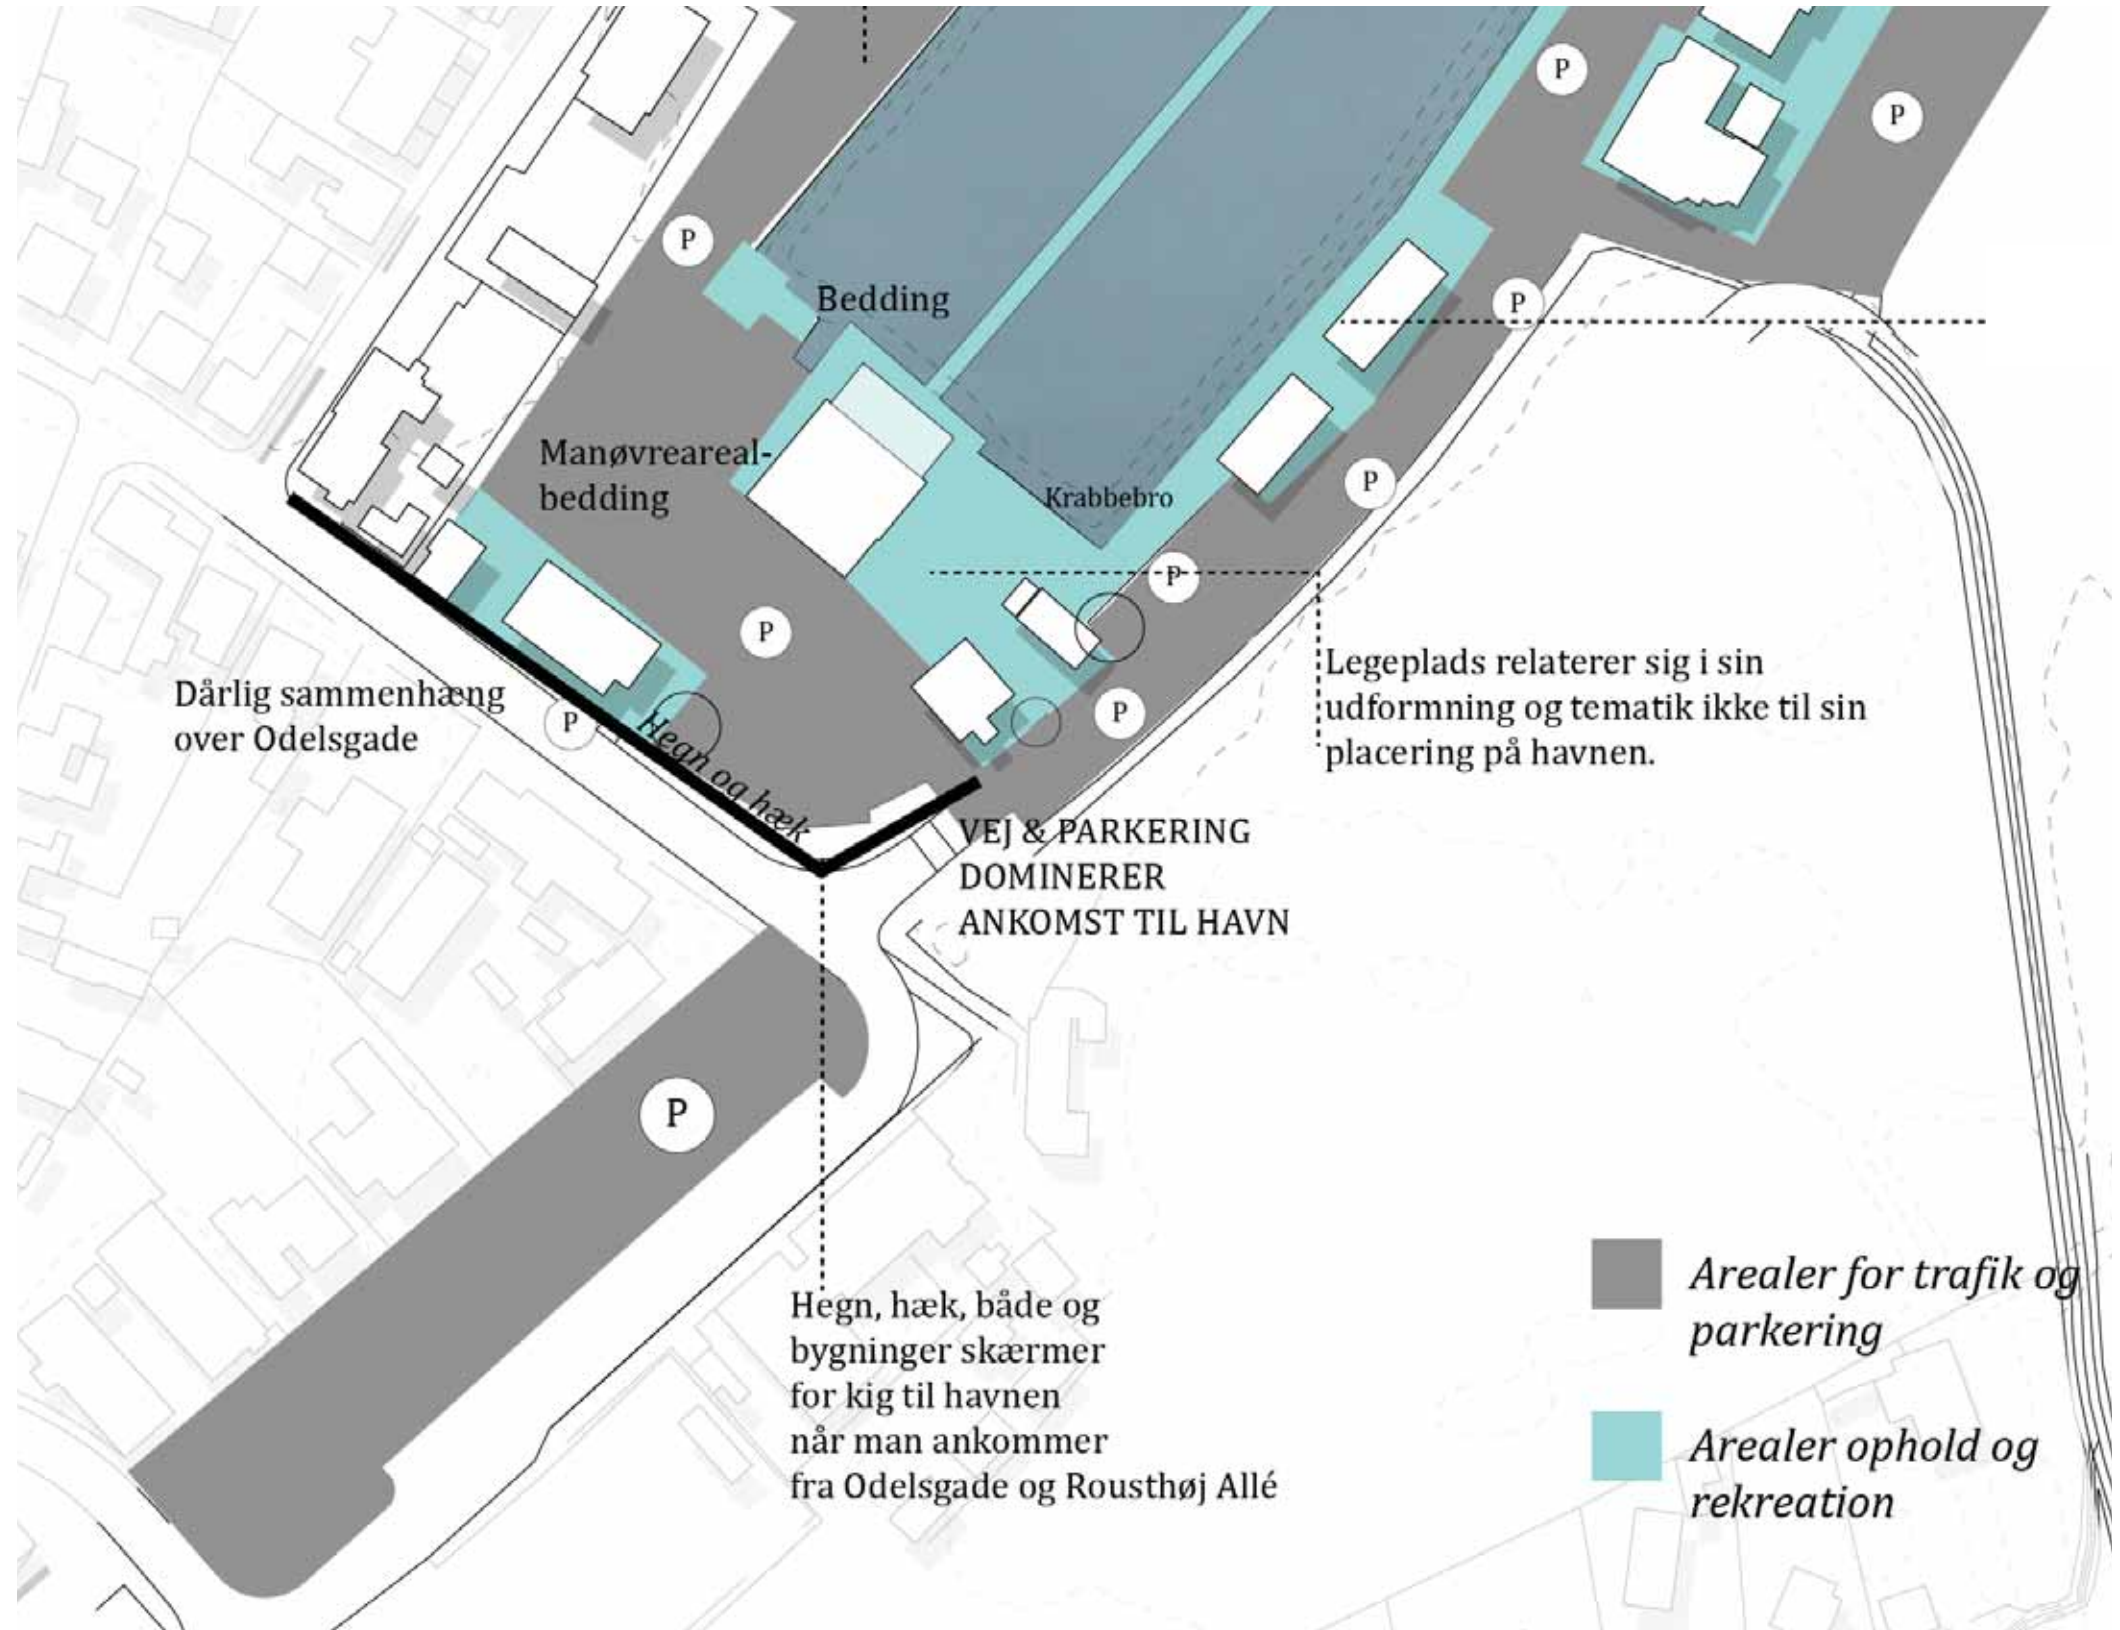 P
P
P
Bedding
P
Manøvreareal-
bedding
P
Krabbebro
P
P
Legeplads relaterer sig i sin
udformning og tematik ikke til sin
placering på havnen.
Dårlig sammenhæng
over Odelsgade
P
P
Hegn og hæk
VEJ & PARKERING
DOMINERER
ANKOMST TIL HAVN
P
Hegn, hæk, både og
bygninger skærmer
for kig til havnen
når man ankommer
fra Odelsgade og Rousthøj Allé
Arealer for trafik og
parkering
Arealer ophold og
rekreation